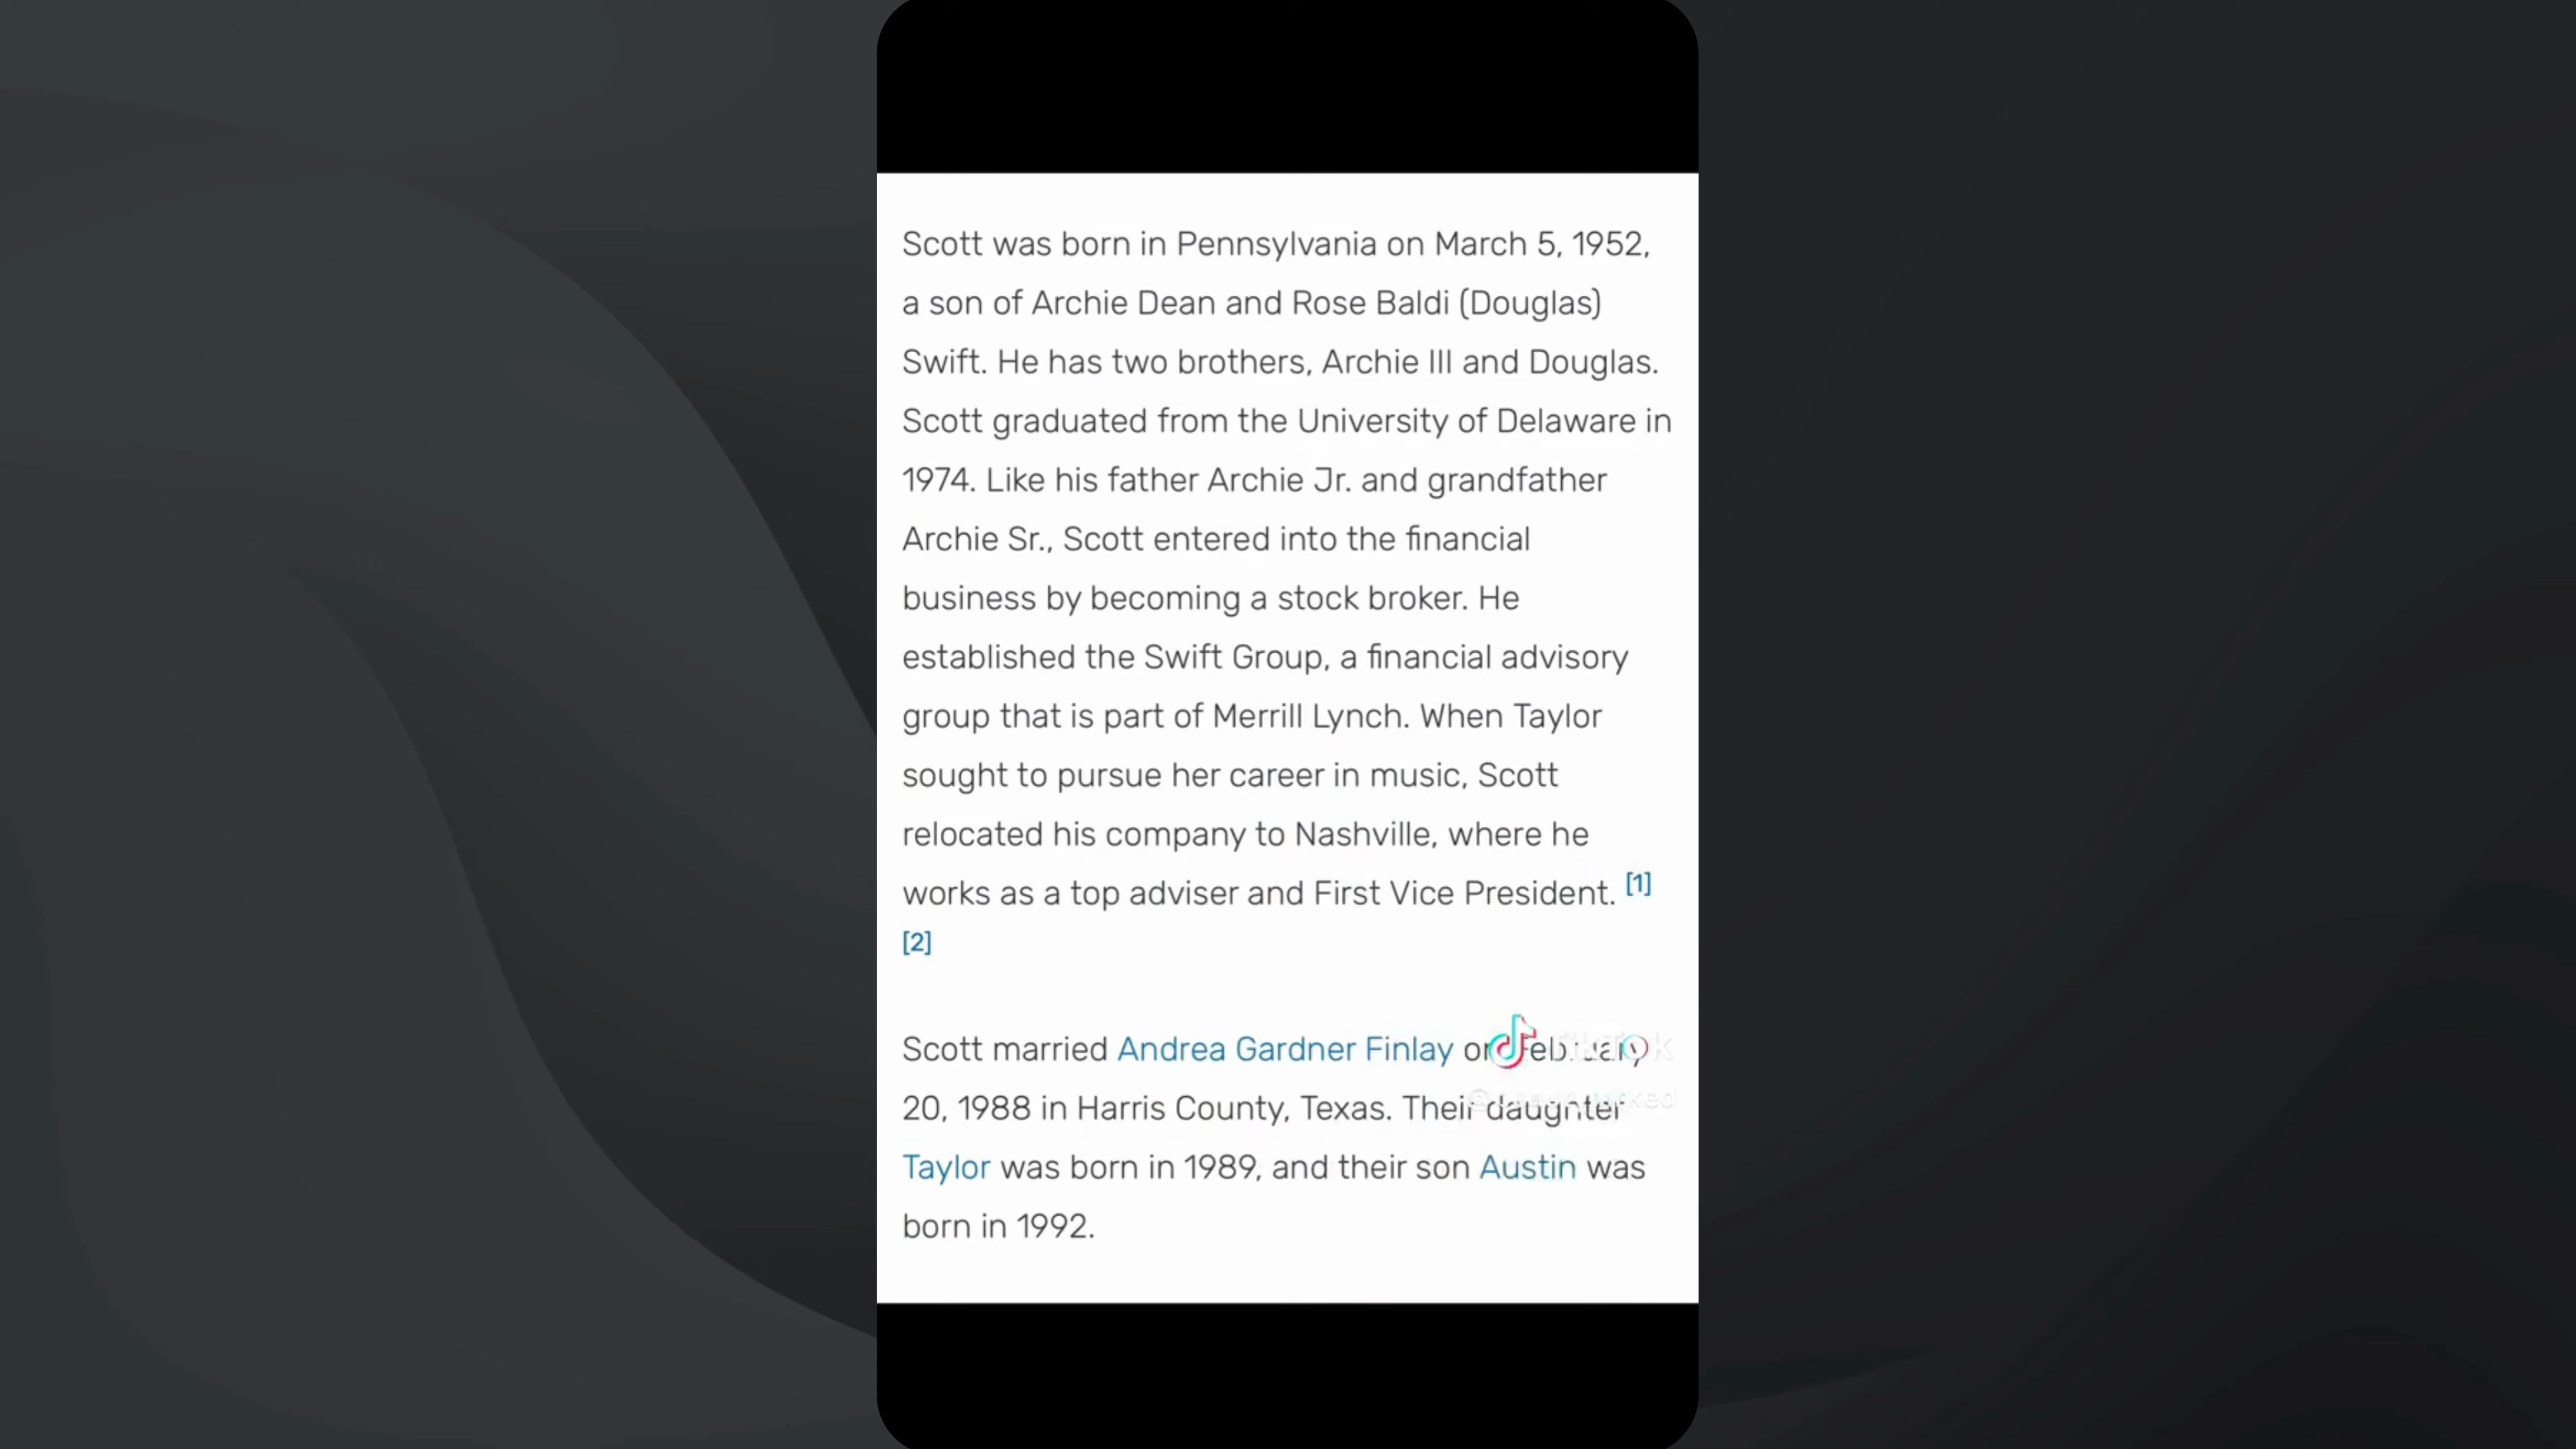 Scott was born in Pennsylvania on March 5, 1952,
a son of Archie Dean and Rose Baldi (Douglas)
Swift. He has two brothers, Archie III and Douglas.
Scott graduated from the University of Delaware in
1974. Like his father Archie Jr. and grandfather
Archie Sr., Scott entered into the financial
business by becoming a stock broker. He
established the Swift Group, a financial advisory
group that is part of Merrill Lynch. When Taylor
sought to pursue her career in music, Scott
relocated his company to Nashville, where he
works as a top adviser and First Vice President. [1]
[2]
Scott married Andrea Gardner Finlay on February
20, 1988 in Harris County, Texas. Their daughter
Taylor was born in 1989, and their son Austin was
born in 1992.
TikTok